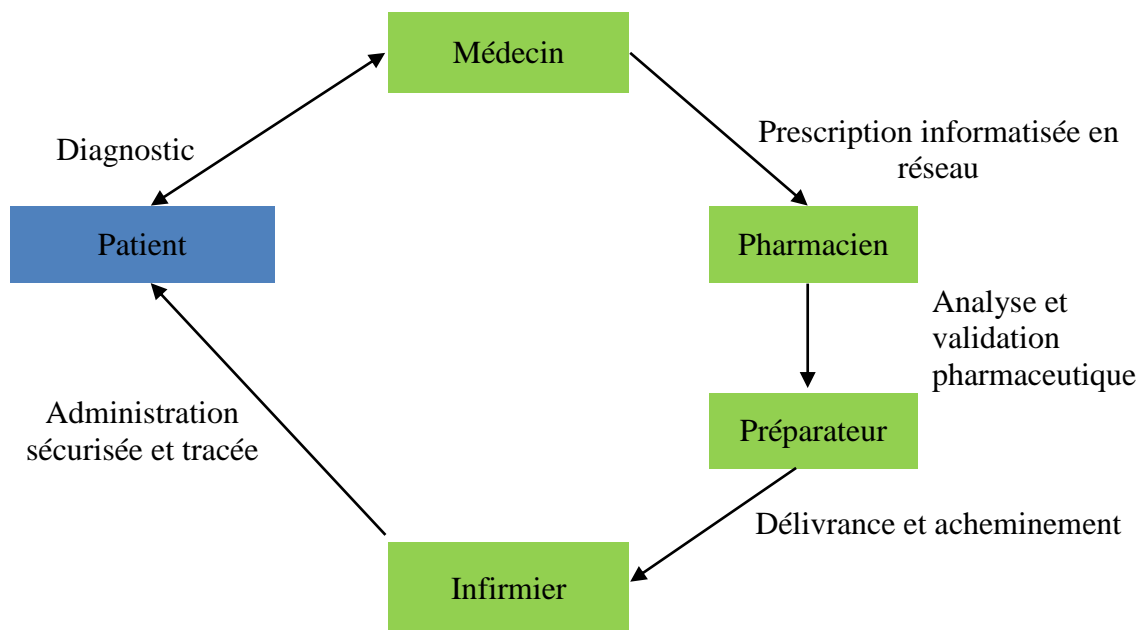 Médecin
Diagnostic
Prescription informatisée en
réseau
Patient
Pharmacien
Analyse et
validation
pharmaceutique
Administration
sécurisée et tracée
Préparateur
Délivrance et acheminement
Infirmier